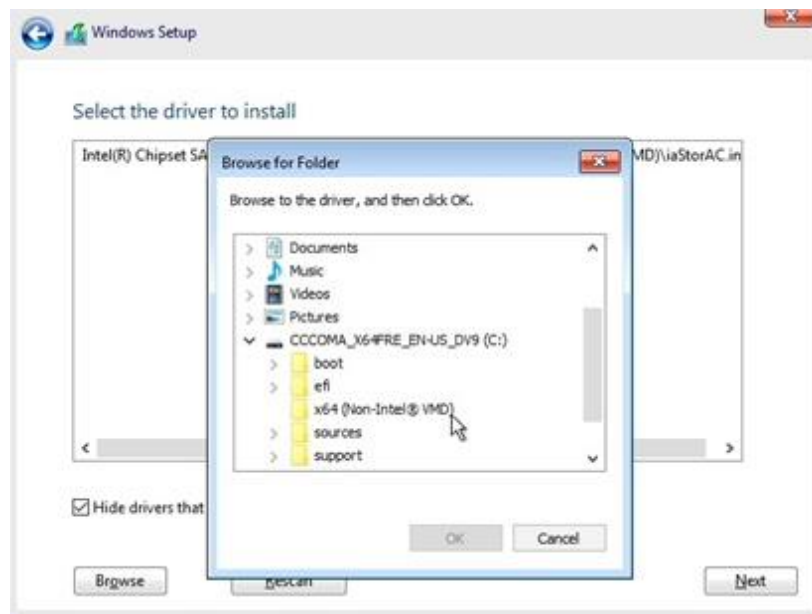 Windows Setup
Select the driver to install
Intel(R) Chipset SA
MD)\iaStorAC.in
Browse for Folder
Browse to the driver, and then click OK.
Documents
Music
Videos
Pictures
CCCOMA_X64FRE_EN-US_DV9 (C:)
boot
efi
x64 (Non-Intel® VMD)
sources
support
Hide drivers that
OK
Cancel
Browse
Rescan
Next